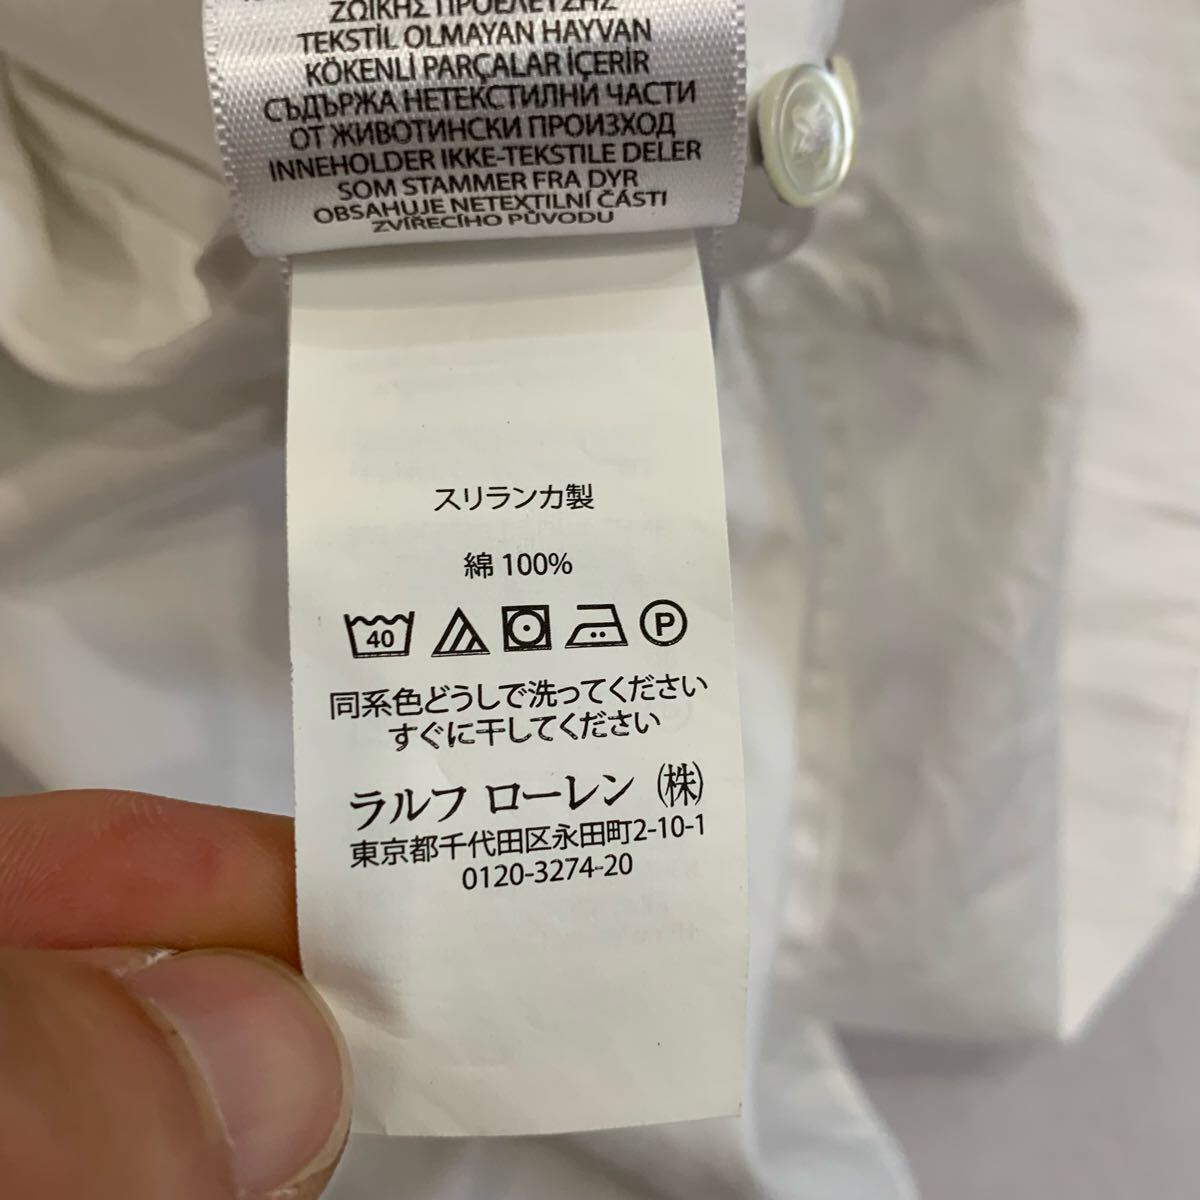 ΖΩΙΚΗΣ ΠΡΟΕΛΕΥΣΗΣ
TEKSTİL OLMAYAN HAYVAN
KÖKENLİ PARÇALAR İÇERİR
СЪДЪРЖА НЕТЕКСТИЛНИ ЧАСТИ
ОТ ЖИВОТИНСКИ ПРОИЗХОД
INNEHOLDER IKKE-TEKSTILE DELER
SOM STAMMER FRA DYR
OBSAHUJE NETEXTILNÍ ČÁSTI
ZVÍŘECÍHO PŮVODU
スリランカ製
綿 100%
40 P
同系色どうしで洗ってください
すぐに干してください
ラルフ ローレン (株)
東京都千代田区永田町2-10-1
0120-3274-20